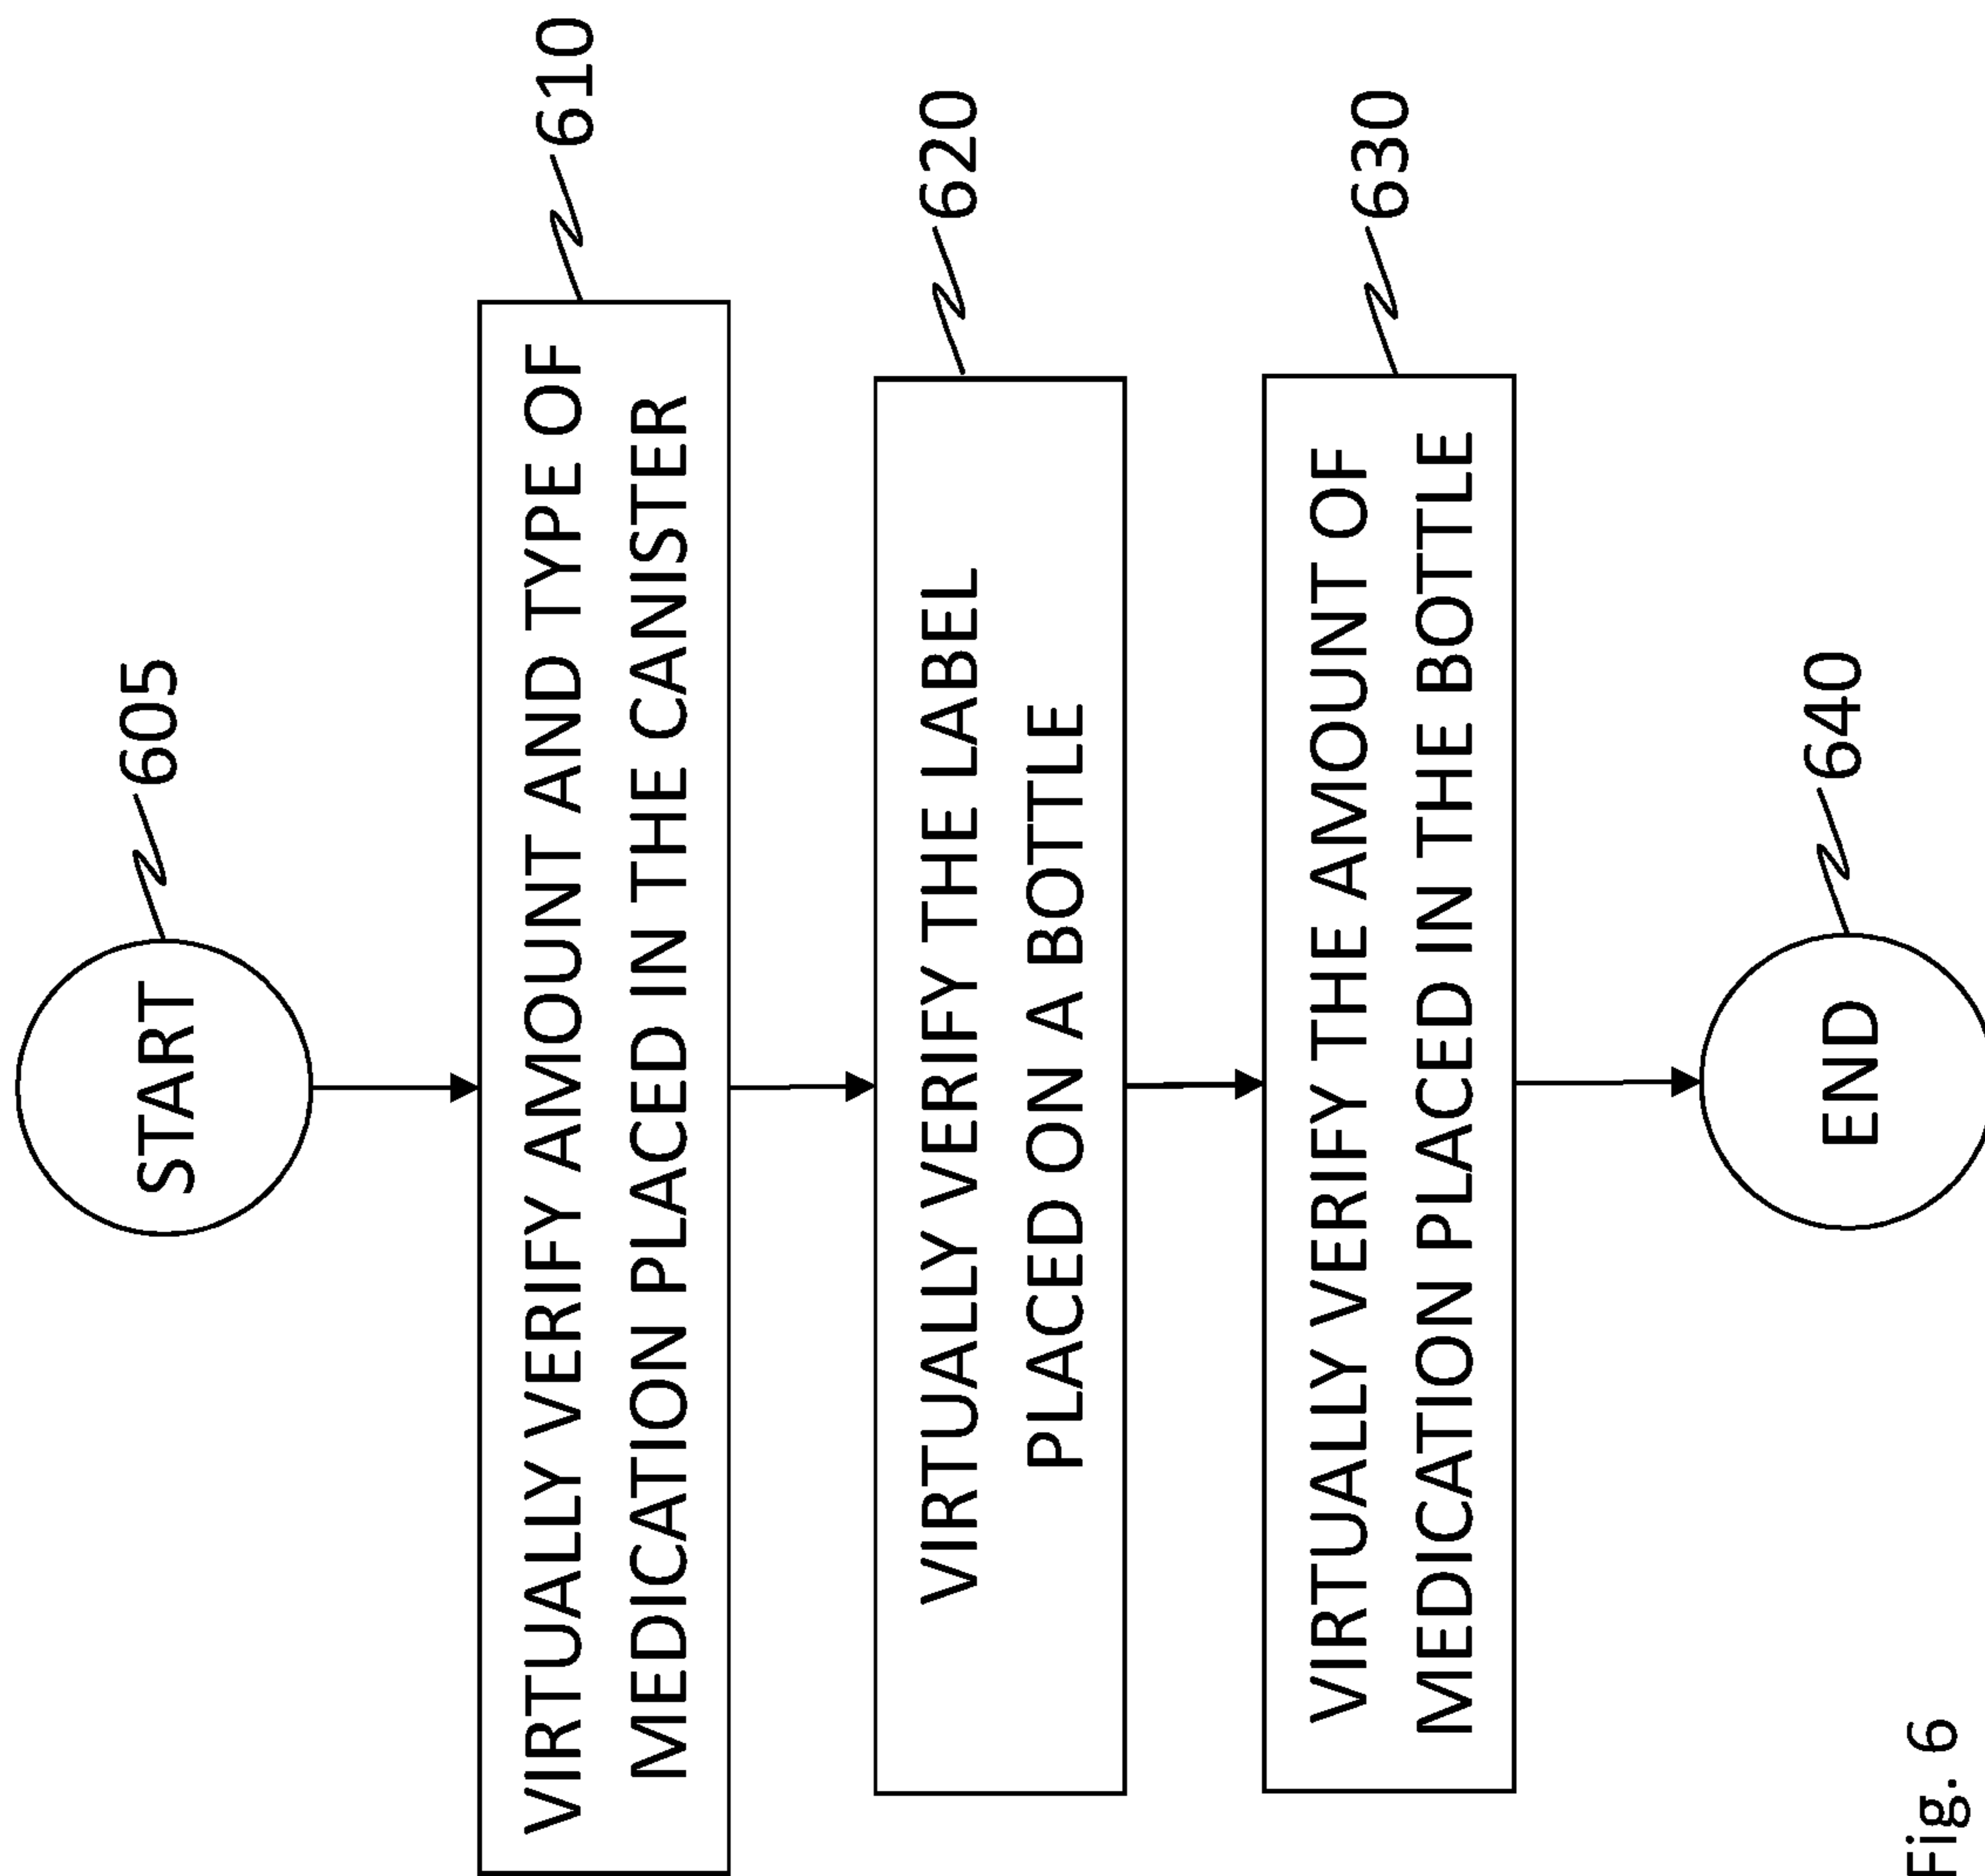 START
605
VIRTUALLY VERIFY AMOUNT AND TYPE OF
MEDICATION PLACED IN THE CANISTER
610
VIRTUALLY VERIFY THE LABEL
PLACED ON A BOTTLE
620
VIRTUALLY VERIFY THE AMOUNT OF
MEDICATION PLACED IN THE BOTTLE
630
END
640
Fig. 6